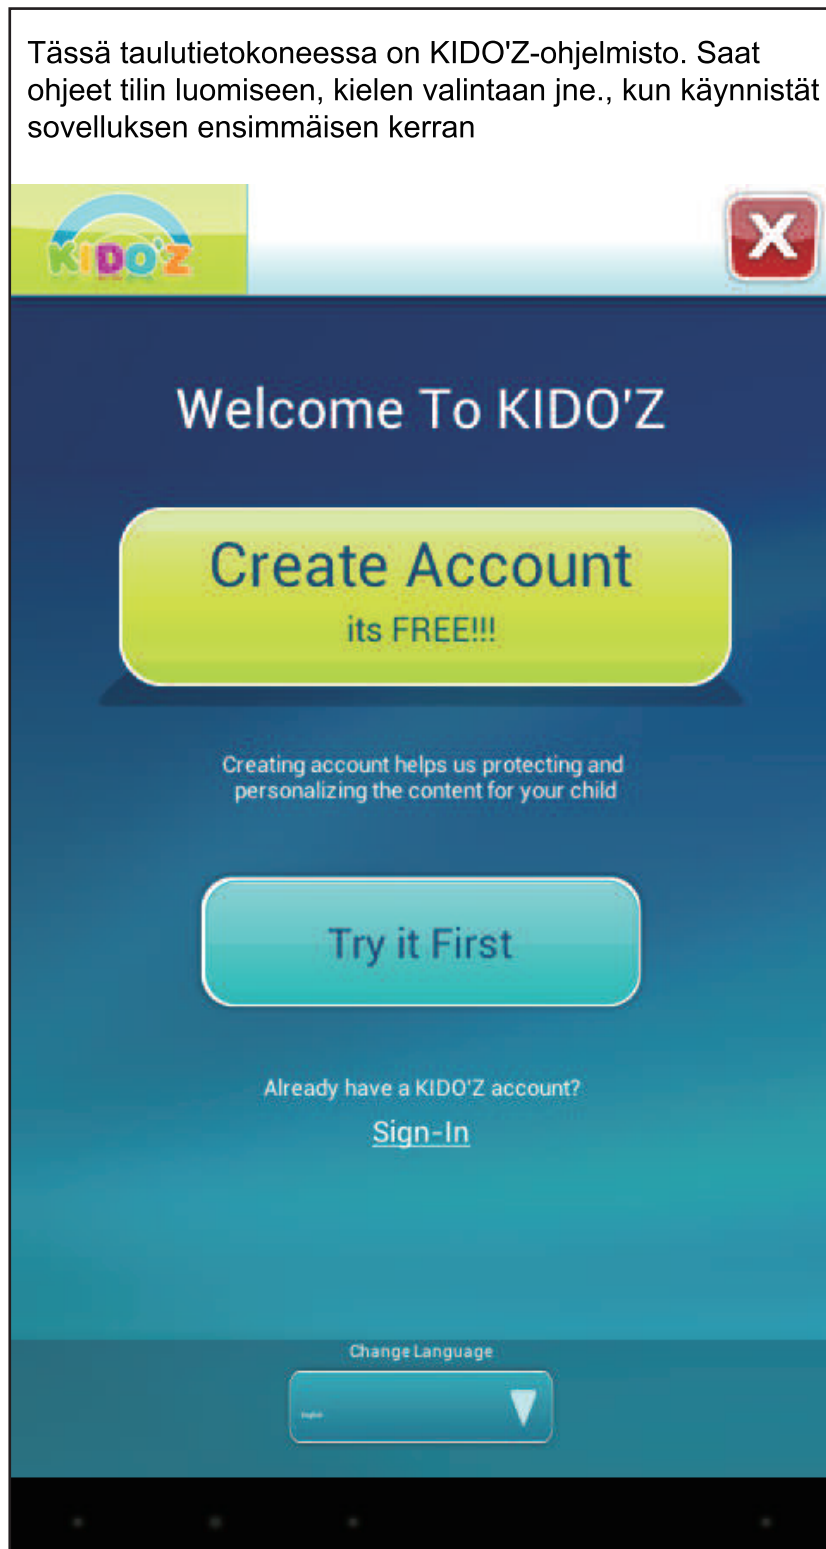 Tässä taulutietokoneessa on KIDO'Z-ohjelmisto. Saat
ohjeet tilin luomiseen, kielen valintaan jne., kun käynnistät
sovelluksen ensimmäisen kerran
KIDO'Z
X
Welcome To KIDO'Z
Create Account
its FREE!!!
Creating account helps us protecting and
personalizing the content for your child
Try it First
Already have a KIDO'Z account?
Sign-In
Change Language
English